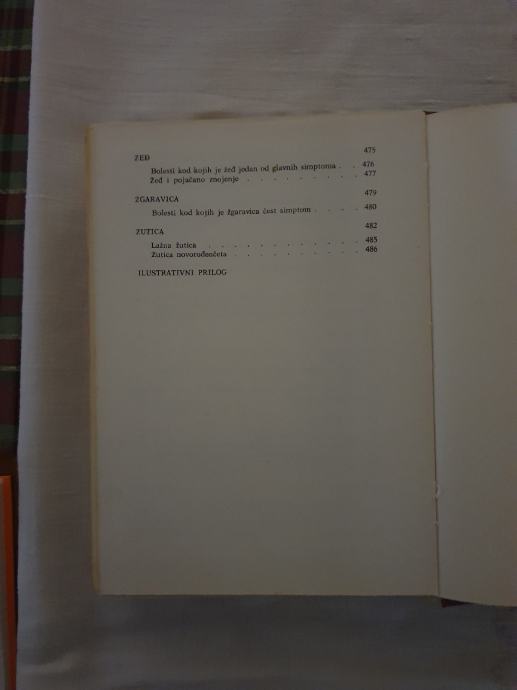 ŽEĐ 475
Bolesti kod kojih je žeđ jedan od glavnih simptoma . . 476
Žeđ i pojačano znojenje . . . . . . . . 477
ŽGARAVICA 479
Bolesti kod kojih je žgaravica čest simptom . . . . 480
ŽUTICA 482
Lažna žutica . . . . . . . . . . . 485
Žutica novorođenčeta . . . . . . . . . 486
ILUSTRATIVNI PRILOG